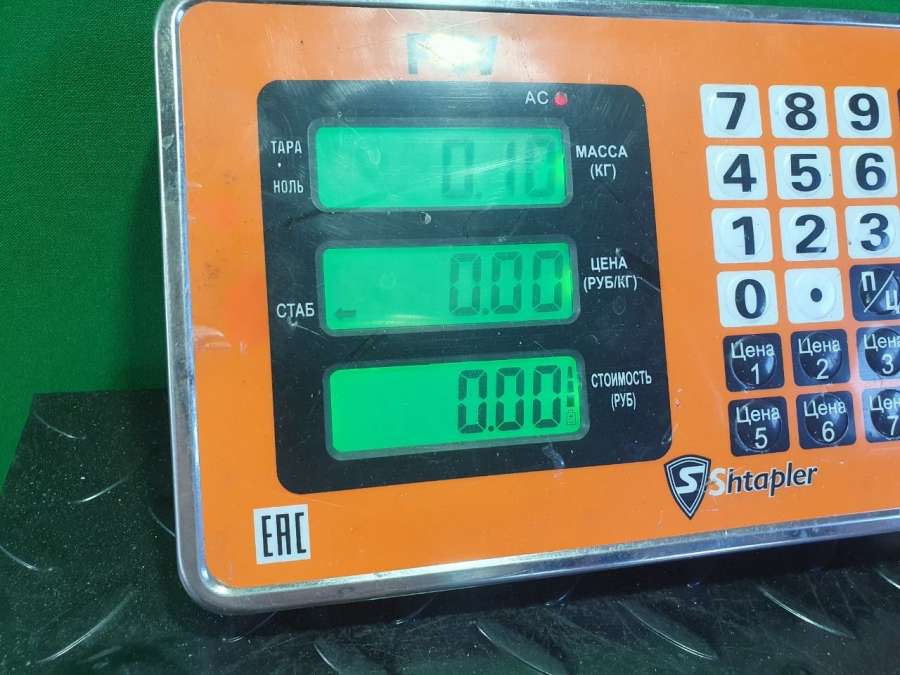 AC
ТАРА
НОЛЬ
0.10
МАССА
(КГ)
СТАБ
0.00
ЦЕНА
(РУБ/КГ)
0.00
СТОИМОСТЬ
(РУБ)
7 8 9
4 5 6
1 2 3
0 . П/Ц
Цена 1 Цена 2 Цена 3
Цена 5 Цена 6 Цена 7
S Shtapler
EAC